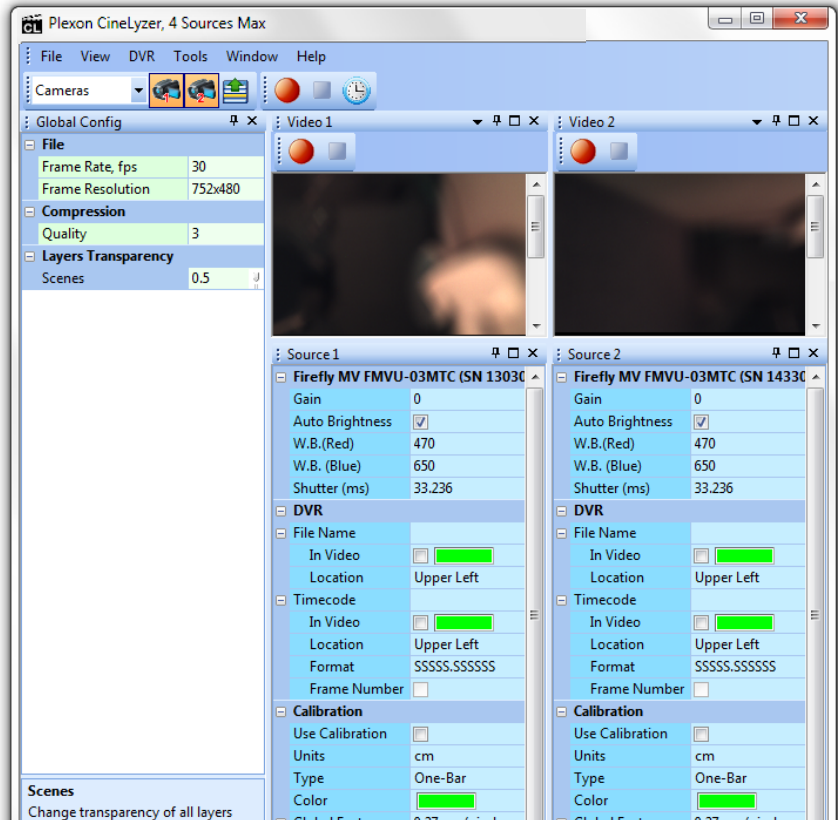 Plexon CineLyzer, 4 Sources Max
File View DVR Tools Window Help
Cameras 1 2
Global Config
File
Frame Rate, fps 30
Frame Resolution 752x480
Compression
Quality 3
Layers Transparency
Scenes 0.5
Scenes
Change transparency of all layers
Video 1
Source 1
Firefly MV FMVU-03MTC (SN 13030
Gain 0
Auto Brightness
W.B.(Red) 470
W.B. (Blue) 650
Shutter (ms) 33.236
DVR
File Name
In Video
Location Upper Left
Timecode
In Video
Location Upper Left
Format SSSSS.SSSSSS
Frame Number
Calibration
Use Calibration
Units cm
Type One-Bar
Color
Video 2
Source 2
Firefly MV FMVU-03MTC (SN 14330
Gain 0
Auto Brightness
W.B.(Red) 470
W.B. (Blue) 650
Shutter (ms) 33.236
DVR
File Name
In Video
Location Upper Left
Timecode
In Video
Location Upper Left
Format SSSSS.SSSSSS
Frame Number
Calibration
Use Calibration
Units cm
Type One-Bar
Color